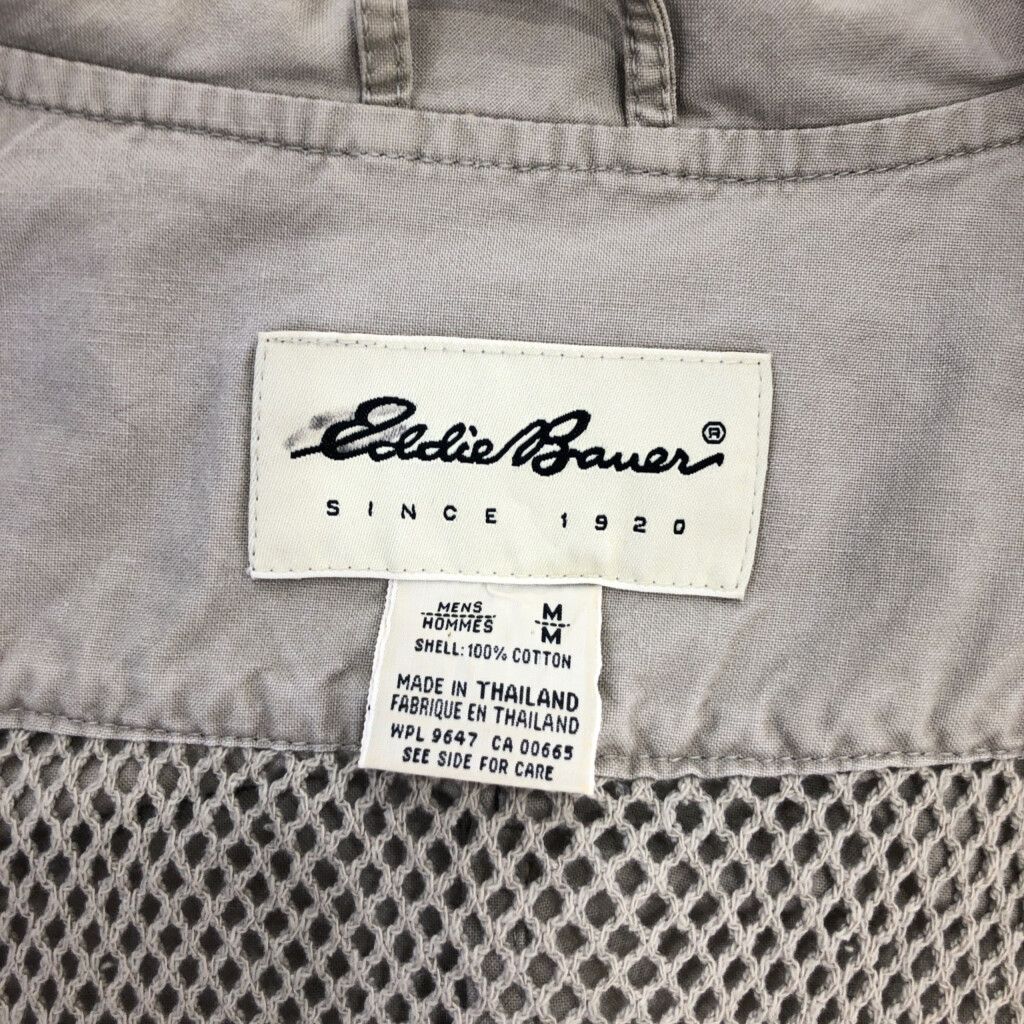 Eddie Bauer ®
SINCE 1920
MENS M
HOMMES M
SHELL: 100% COTTON
MADE IN THAILAND
FABRIQUE EN THAILAND
WPL 9647 CA 00665
SEE SIDE FOR CARE